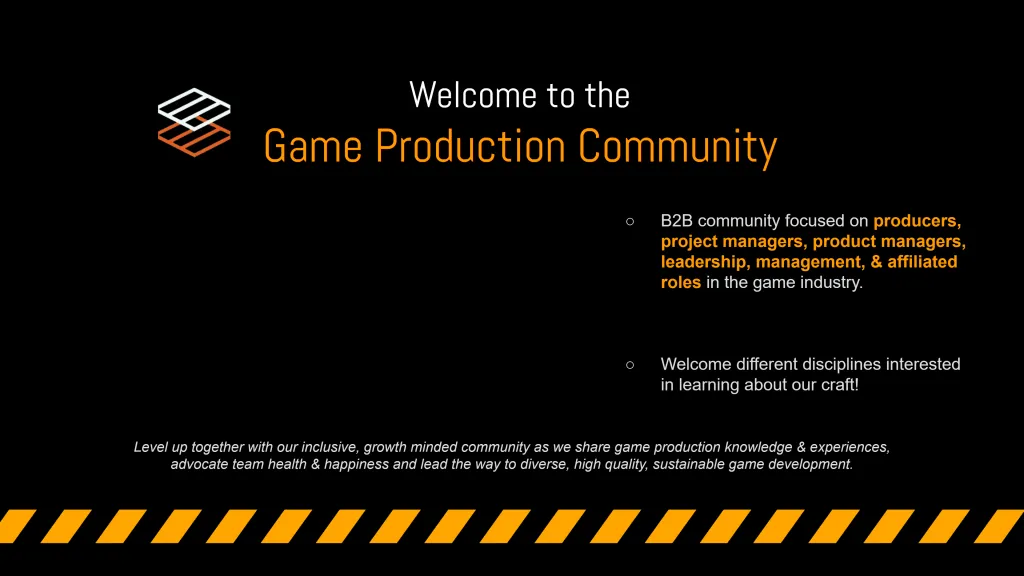 Welcome to the
Game Production Community
○ B2B community focused on producers,
project managers, product managers,
leadership, management, & affiliated
roles in the game industry.
○ Welcome different disciplines interested
in learning about our craft!
Level up together with our inclusive, growth minded community as we share game production knowledge & experiences,
advocate team health & happiness and lead the way to diverse, high quality, sustainable game development.